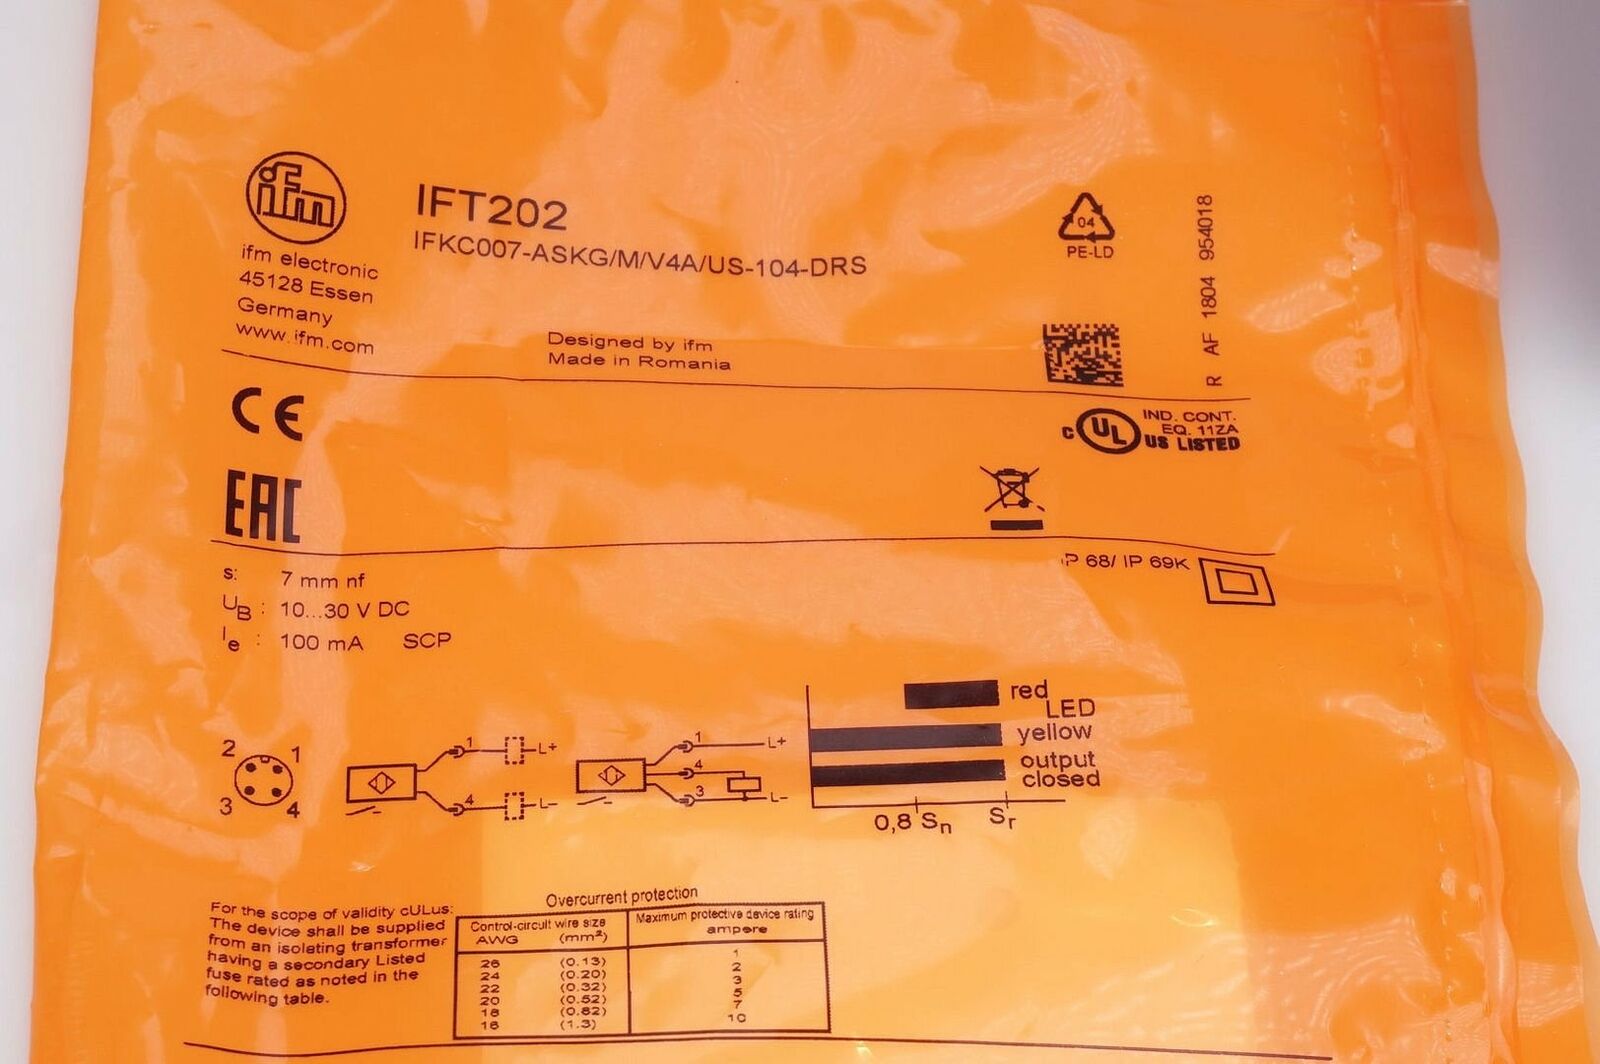 ifm
ifm electronic
45128 Essen
Germany
www.ifm.com
IFT202
IFKC007-ASKG/M/V4A/US-104-DRS
Designed by ifm
Made in Romania
04
PE-LD
R AF 1804 954018
CE
EAC
C UL US LISTED
IND. CONT.
EQ. 11ZA
s: 7 mm nf
UB : 10...30 V DC
Ie : 100 mA SCP
P 68/ IP 69K
2 1
3 4
1 L+
4 L-
1 L+
4
3 L-
red
LED
yellow
output
closed
0,8 Sn Sr
For the scope of validity cULus:
The device shall be supplied
from an isolating transformer
having a secondary Listed
fuse rated as noted in the
following table.
Overcurrent protection
Control-circuit wire size
AWG (mm²)
Maximum protective device rating
ampere
26 (0.13) 1
24 (0.20) 2
22 (0.32) 3
20 (0.52) 5
18 (0.82) 7
16 (1.3) 10